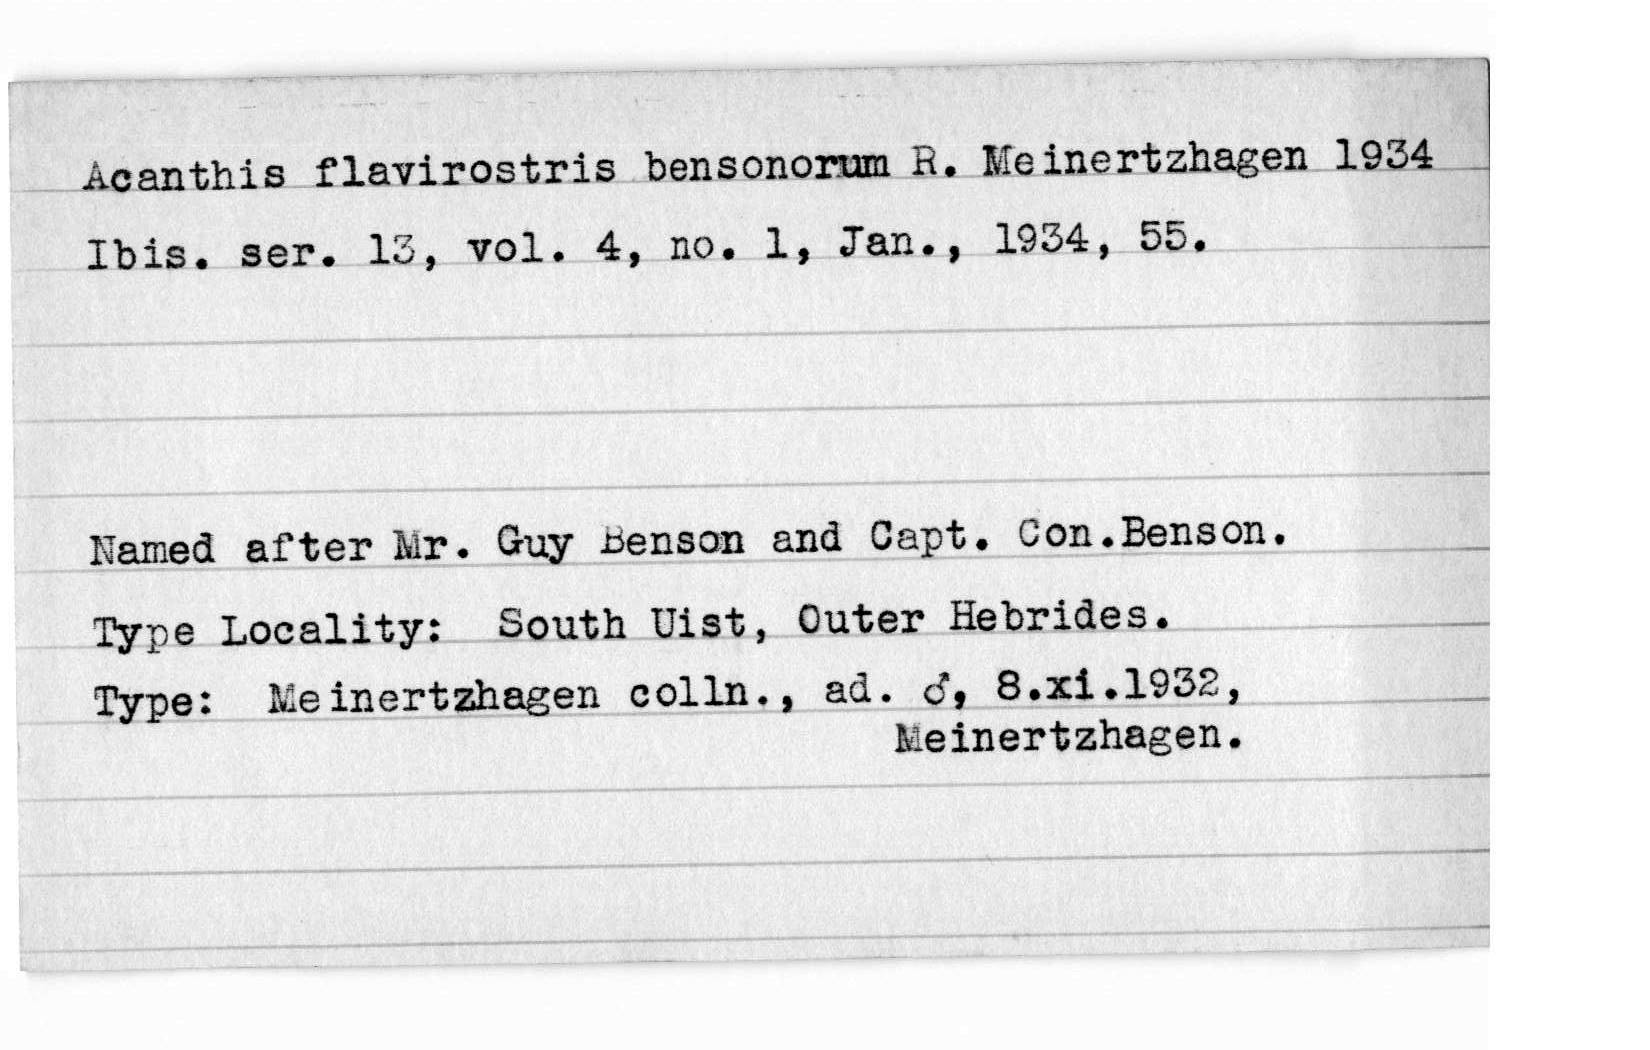 Acanthis flavirostris bensonorum R. Meinertzhagen 1934
Ibis. ser. 13, vol. 4, no. 1, Jan., 1934, 55.
Named after Mr. Guy Benson and Capt. Con.Benson.
Type Locality: South Uist, Outer Hebrides.
Type: Meinertzhagen colln., ad. ♂, 8.xi.1932,
Meinertzhagen.